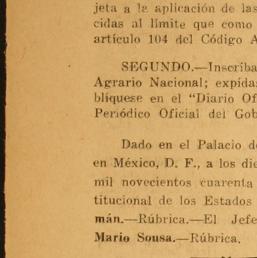 jeta a la aplicación de las
cidas al límite que como
artículo 104 del Código A
SEGUNDO.—Inscriba
Agrario Nacional; expída
blíquese en el "Diario Of
Periódico Oficial del Gob
Dado en el Palacio d
en México, D. F., a los die
mil novecientos cuarenta
titucional de los Estados
mán.—Rúbrica.—El Jefe
Mario Sousa.—Rúbrica.